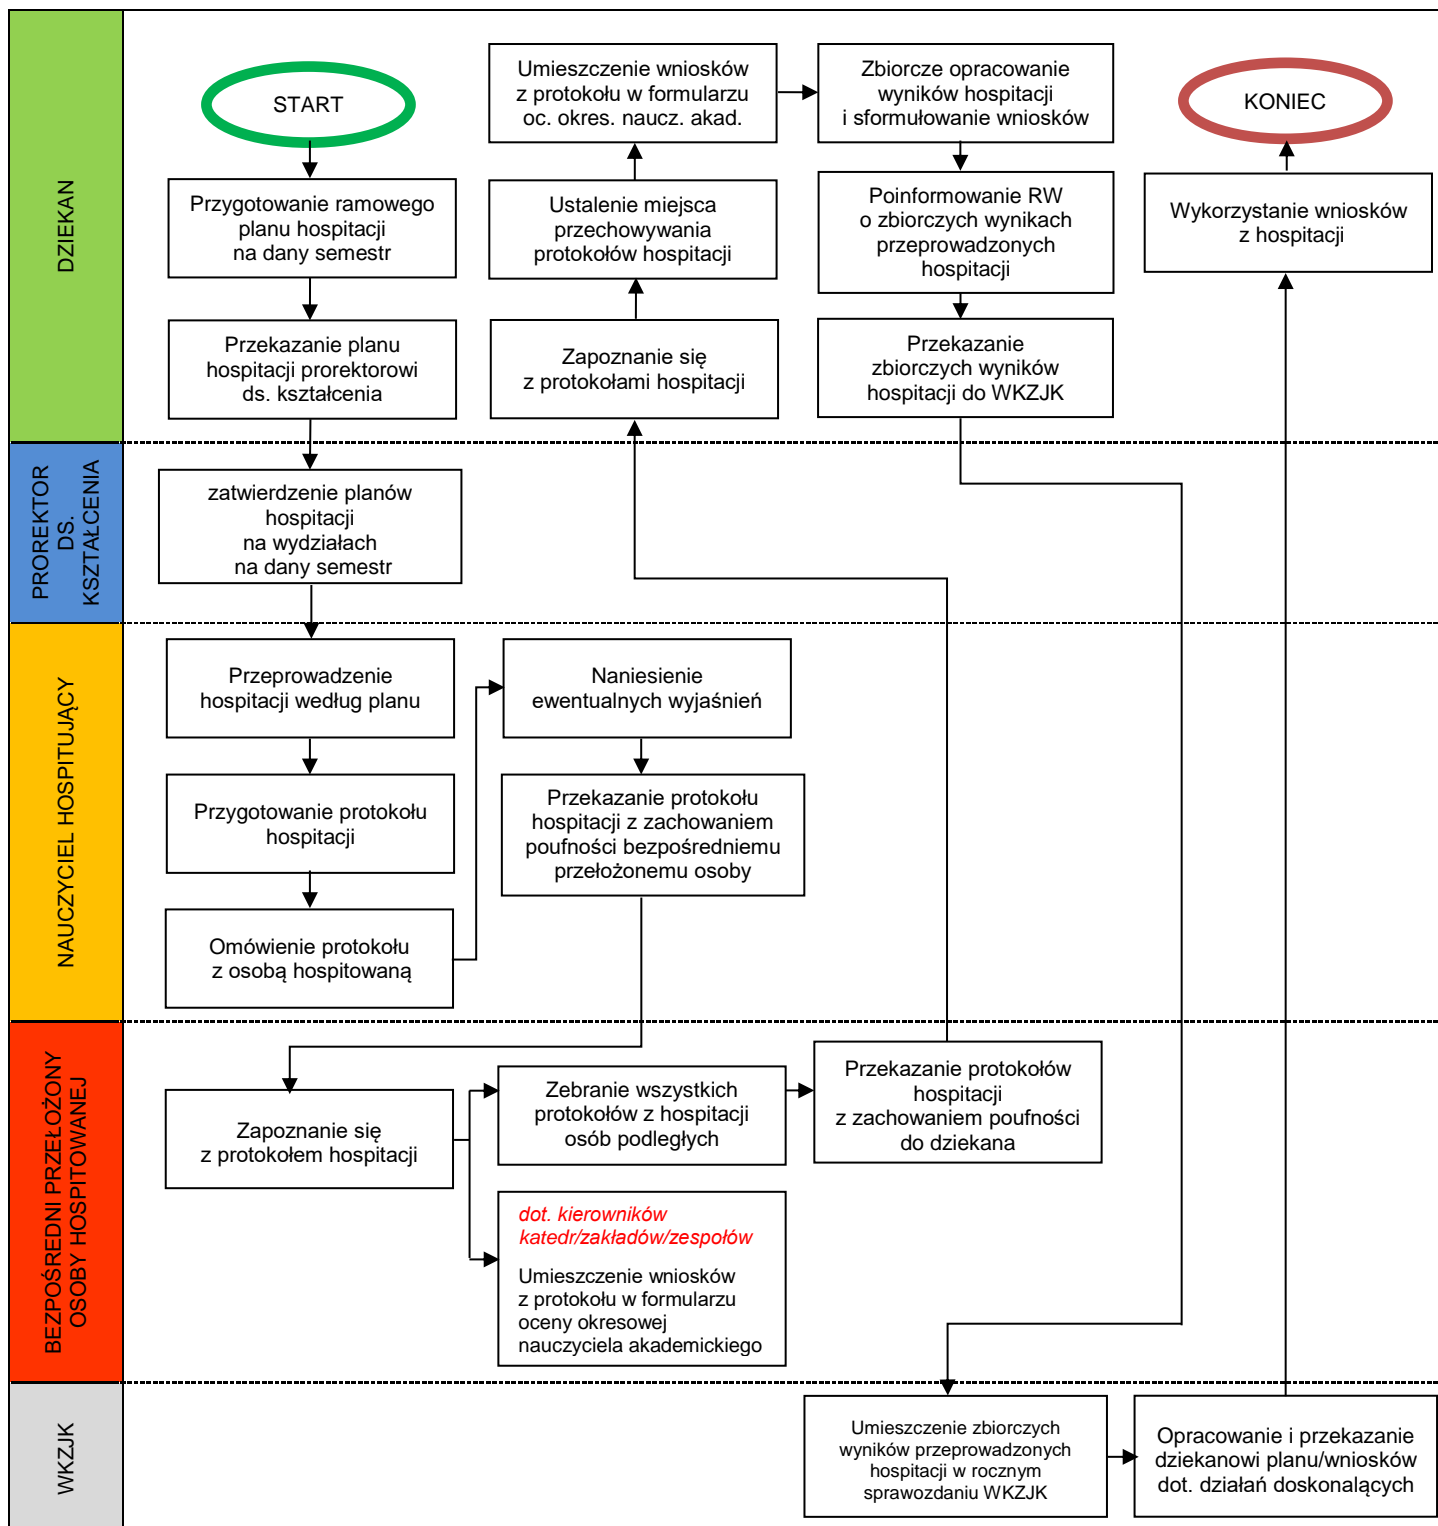 DZIEKAN
START
Przygotowanie ramowego
planu hospitacji
na dany semestr
Przekazanie planu
hospitacji prorektorowi
ds. kształcenia
Umieszczenie wniosków
z protokołu w formularzu
oc. okres. naucz. akad.
Ustalenie miejsca
przechowywania
protokołów hospitacji
Zapoznanie się
z protokołami hospitacji
Zbiorcze opracowanie
wyników hospitacji
i sformułowanie wniosków
Poinformowanie RW
o zbiorczych wynikach
przeprowadzonych
hospitacji
Przekazanie
zbiorczych wyników
hospitacji do WKZJK
KONIEC
Wykorzystanie wniosków
z hospitacji
PROREKTOR
DS.
KSZTAŁCENIA
zatwierdzenie planów
hospitacji
na wydziałach
na dany semestr
NAUCZYCIEL HOSPITUJĄCY
Przeprowadzenie
hospitacji według planu
Przygotowanie protokołu
hospitacji
Omówienie protokołu
z osobą hospitowaną
Naniesienie
ewentualnych wyjaśnień
Przekazanie protokołu
hospitacji z zachowaniem
poufności bezpośredniemu
przełożonemu osoby
BEZPOŚREDNI PRZEŁOŻONY
OSOBY HOSPITOWANEJ
Zapoznanie się
z protokołem hospitacji
Zebranie wszystkich
protokołów z hospitacji
osób podległych
Przekazanie protokołów
hospitacji
z zachowaniem poufności
do dziekana
dot. kierowników
katedr/zakładów/zespołów
Umieszczenie wniosków
z protokołu w formularzu
oceny okresowej
nauczyciela akademickiego
WKZJK
Umieszczenie zbiorczych
wyników przeprowadzonych
hospitacji w rocznym
sprawozdaniu WKZJK
Opracowanie i przekazanie
dziekanowi planu/wniosków
dot. działań doskonalących